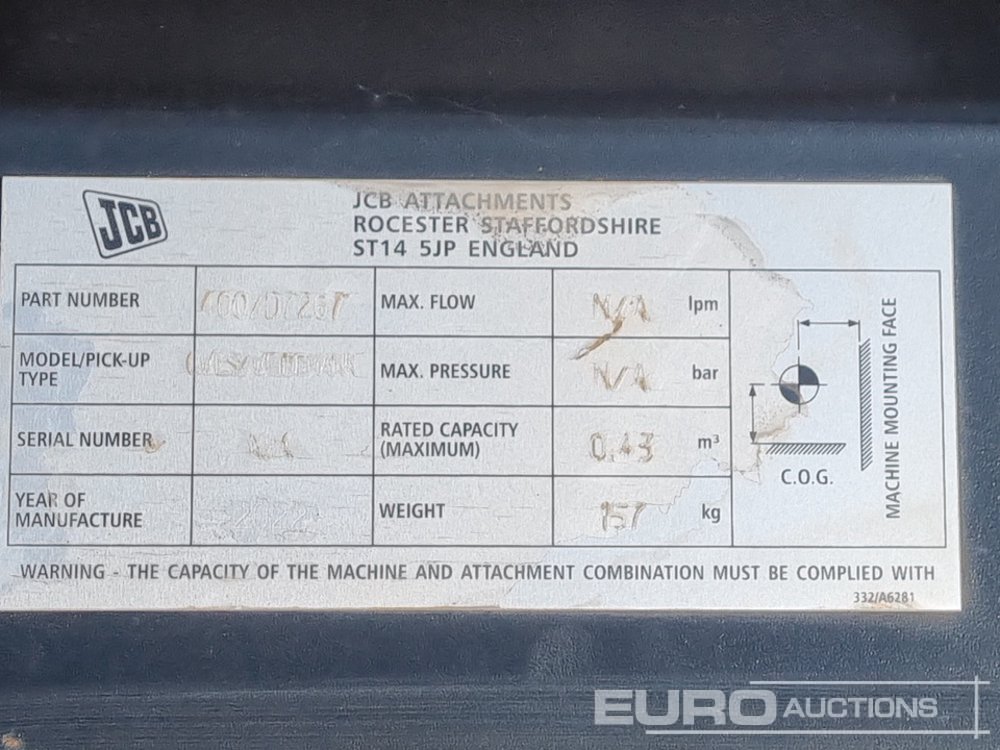 JCB
JCB ATTACHMENTS
ROCESTER STAFFORDSHIRE
ST14 5JP ENGLAND
PART NUMBER
MAX. FLOW N/A lpm
MODEL/PICK-UP
TYPE
MAX. PRESSURE N/A bar
SERIAL NUMBER
RATED CAPACITY
(MAXIMUM) 0.43 m³
YEAR OF
MANUFACTURE
WEIGHT 157 kg
C.O.G.
MACHINE MOUNTING FACE
WARNING - THE CAPACITY OF THE MACHINE AND ATTACHMENT COMBINATION MUST BE COMPLIED WITH
332/A6281
EURO AUCTIONS